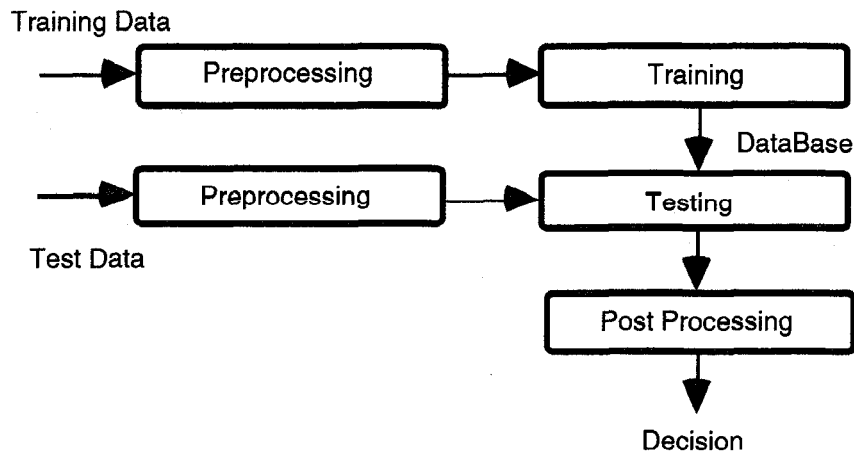 Training Data
Preprocessing
Training
DataBase
Preprocessing
Testing
Test Data
Post Processing
Decision